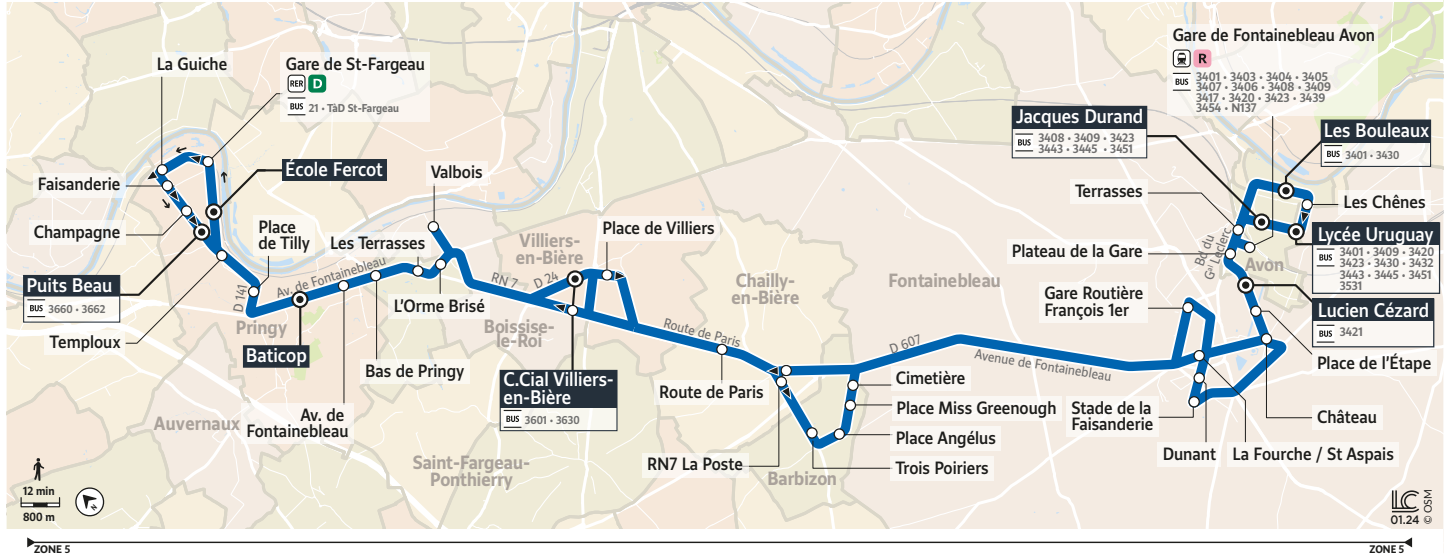 La Guiche
Gare de St-Fargeau
RER D
BUS 21 • TàD St-Fargeau
École Fercot
Faisanderie
Champagne
Puits Beau
BUS 3660 • 3662
Temploux
Place
de Tilly
D 141
Pringy
Baticop
Av. de Fontainebleau
Les Terrasses
Valbois
L'Orme Brisé
Bas de Pringy
Av. de
Fontainebleau
Auvernaux
Saint-Fargeau-
Ponthierry
RN 7
D 24
Villiers-
en-Bière
Boissise-
le-Roi
Place de Villiers
C.Cial Villiers-
en-Bière
BUS 3601 • 3630
Route de Paris
Route de Paris
Chailly-
en-Bière
RN7 La Poste
Barbizon
Cimetière
Place Miss Greenough
Place Angélus
Trois Poiriers
D 607
Fontainebleau
Avenue de Fontainebleau
Gare de Fontainebleau Avon
R
BUS 3401 • 3403 • 3404 • 3405
3407 • 3406 • 3408 • 3409
3417 • 3420 • 3423 • 3439
3454 • N137
Jacques Durand
BUS 3408 • 3409 • 3423
3443 • 3445 • 3451
Les Bouleaux
BUS 3401 • 3430
Terrasses
Les Chênes
Plateau de la Gare
Bd du
Gal Leclerc
Avon
Lycée Uruguay
BUS 3401 • 3409 • 3420
3423 • 3430 • 3432
3443 • 3445 • 3451
3531
Lucien Cézard
BUS 3421
Gare Routière
François 1er
Place de l'Étape
Château
Stade de la
Faisanderie
Dunant
La Fourche / St Aspais
12 min
800 m
N
LC
01.24
© OSM
ZONE 5
ZONE 5